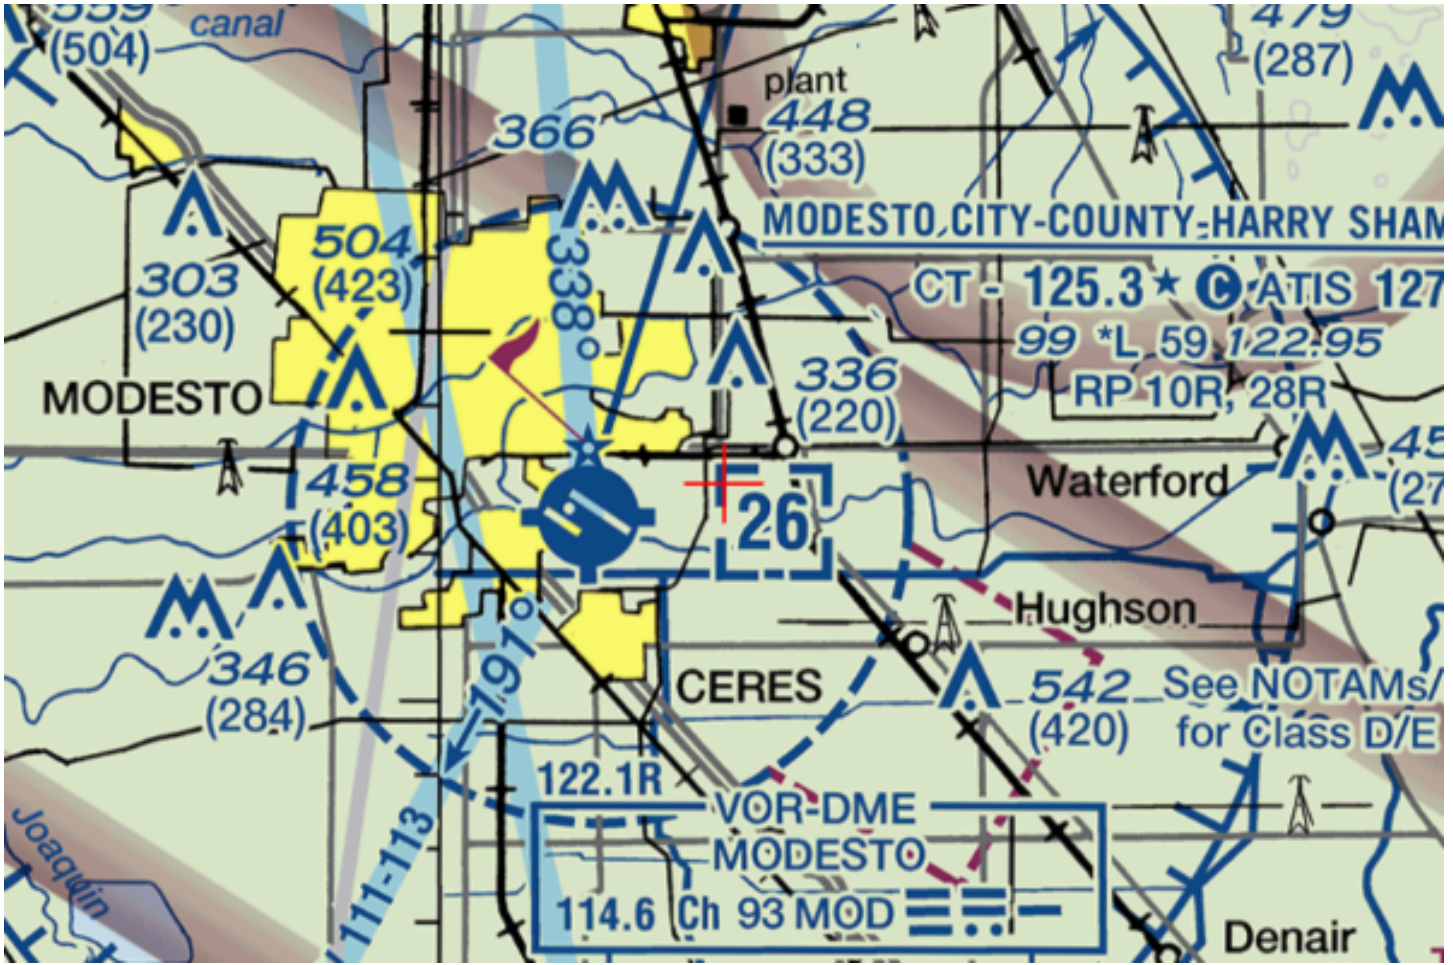 559
(504)
canal
479
(287)
plant
448
(333)
366
MODESTO CITY-COUNTY-HARRY SHAM
CT - 125.3 ★ C ATIS 127
99 *L 59 122.95
RP 10R, 28R
504
(423)
303
(230)
338°
336
(220)
MODESTO
45
(27
Waterford
458
(403)
26
Hughson
346
(284)
191°
CERES
542
(420)
See NOTAMs/
for Class D/E
122.1R
VOR-DME
MODESTO
114.6 Ch 93 MOD
111-113
Joaquin
Denair